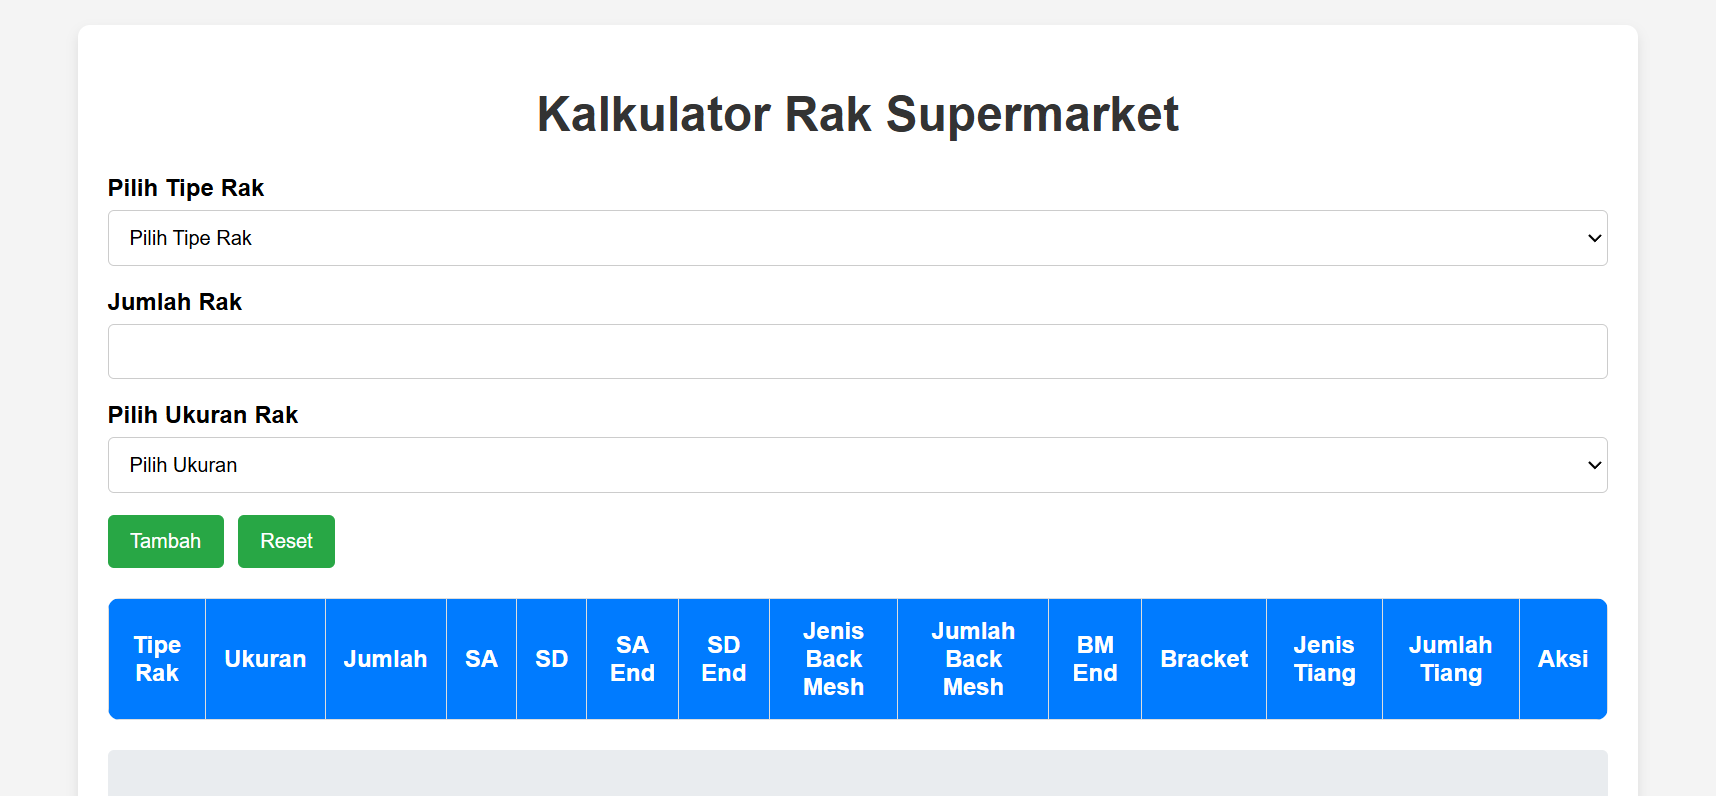 Kalkulator Rak Supermarket
Pilih Tipe Rak
Pilih Tipe Rak
Jumlah Rak
Pilih Ukuran Rak
Pilih Ukuran
Tambah Reset
Tipe Rak Ukuran Jumlah SA SD SA End SD End Jenis Back Mesh Jumlah Back Mesh BM End Bracket Jenis Tiang Jumlah Tiang Aksi